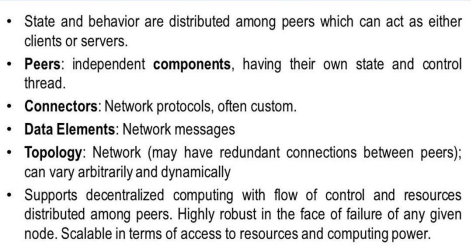 • State and behavior are distributed among peers which can act as either
clients or servers.
• Peers: independent components, having their own state and control
thread.
• Connectors: Network protocols, often custom.
• Data Elements: Network messages
• Topology: Network (may have redundant connections between peers);
can vary arbitrarily and dynamically
• Supports decentralized computing with flow of control and resources
distributed among peers. Highly robust in the face of failure of any given
node. Scalable in terms of access to resources and computing power.